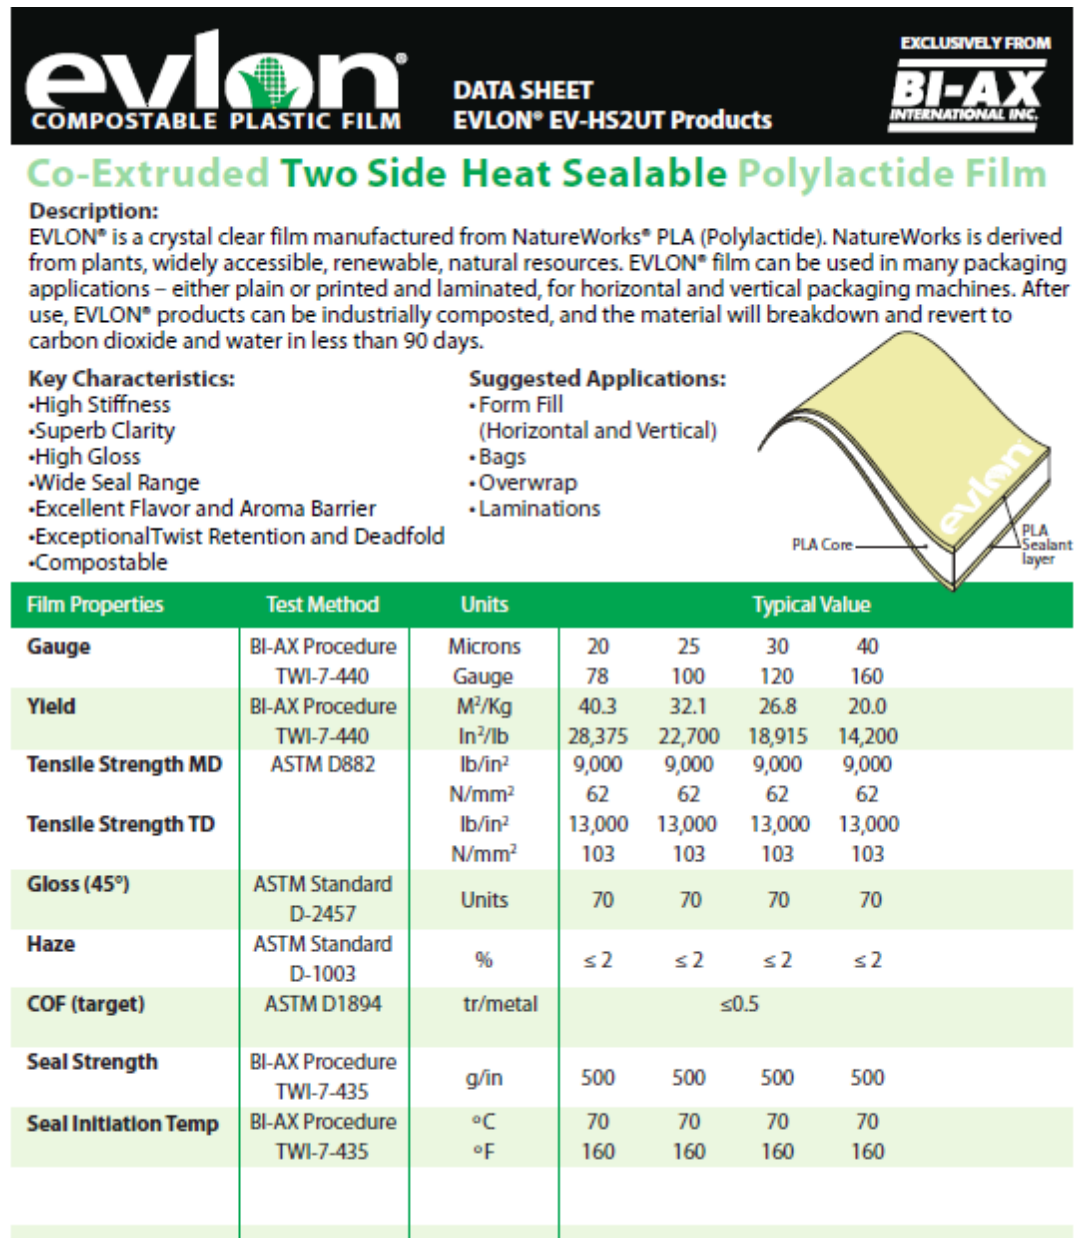 evlon®
COMPOSTABLE PLASTIC FILM
DATA SHEET
EVLON® EV-HS2UT Products
EXCLUSIVELY FROM
BI-AX
INTERNATIONAL INC.
Co-Extruded Two Side Heat Sealable Polylactide Film
Description:
EVLON® is a crystal clear film manufactured from NatureWorks® PLA (Polylactide). NatureWorks is derived
from plants, widely accessible, renewable, natural resources. EVLON® film can be used in many packaging
applications – either plain or printed and laminated, for horizontal and vertical packaging machines. After
use, EVLON® products can be industrially composted, and the material will breakdown and revert to
carbon dioxide and water in less than 90 days.
Key Characteristics:
•High Stiffness
•Superb Clarity
•High Gloss
•Wide Seal Range
•Excellent Flavor and Aroma Barrier
•ExceptionalTwist Retention and Deadfold
•Compostable
Suggested Applications:
•Form Fill
(Horizontal and Vertical)
•Bags
•Overwrap
•Laminations
evlon
PLA Core
PLA
Sealant
layer
Film Properties Test Method Units Typical Value
Gauge BI-AX Procedure Microns 20 25 30 40
TWI-7-440 Gauge 78 100 120 160
Yield BI-AX Procedure M²/Kg 40.3 32.1 26.8 20.0
TWI-7-440 In²/lb 28,375 22,700 18,915 14,200
Tensile Strength MD ASTM D882 lb/in² 9,000 9,000 9,000 9,000
N/mm² 62 62 62 62
Tensile Strength TD lb/in² 13,000 13,000 13,000 13,000
N/mm² 103 103 103 103
Gloss (45º) ASTM Standard
D-2457 Units 70 70 70 70
Haze ASTM Standard
D-1003 % ≤ 2 ≤ 2 ≤ 2 ≤ 2
COF (target) ASTM D1894 tr/metal ≤0.5
Seal Strength BI-AX Procedure
TWI-7-435 g/in 500 500 500 500
Seal Initiation Temp BI-AX Procedure ºC 70 70 70 70
TWI-7-435 ºF 160 160 160 160